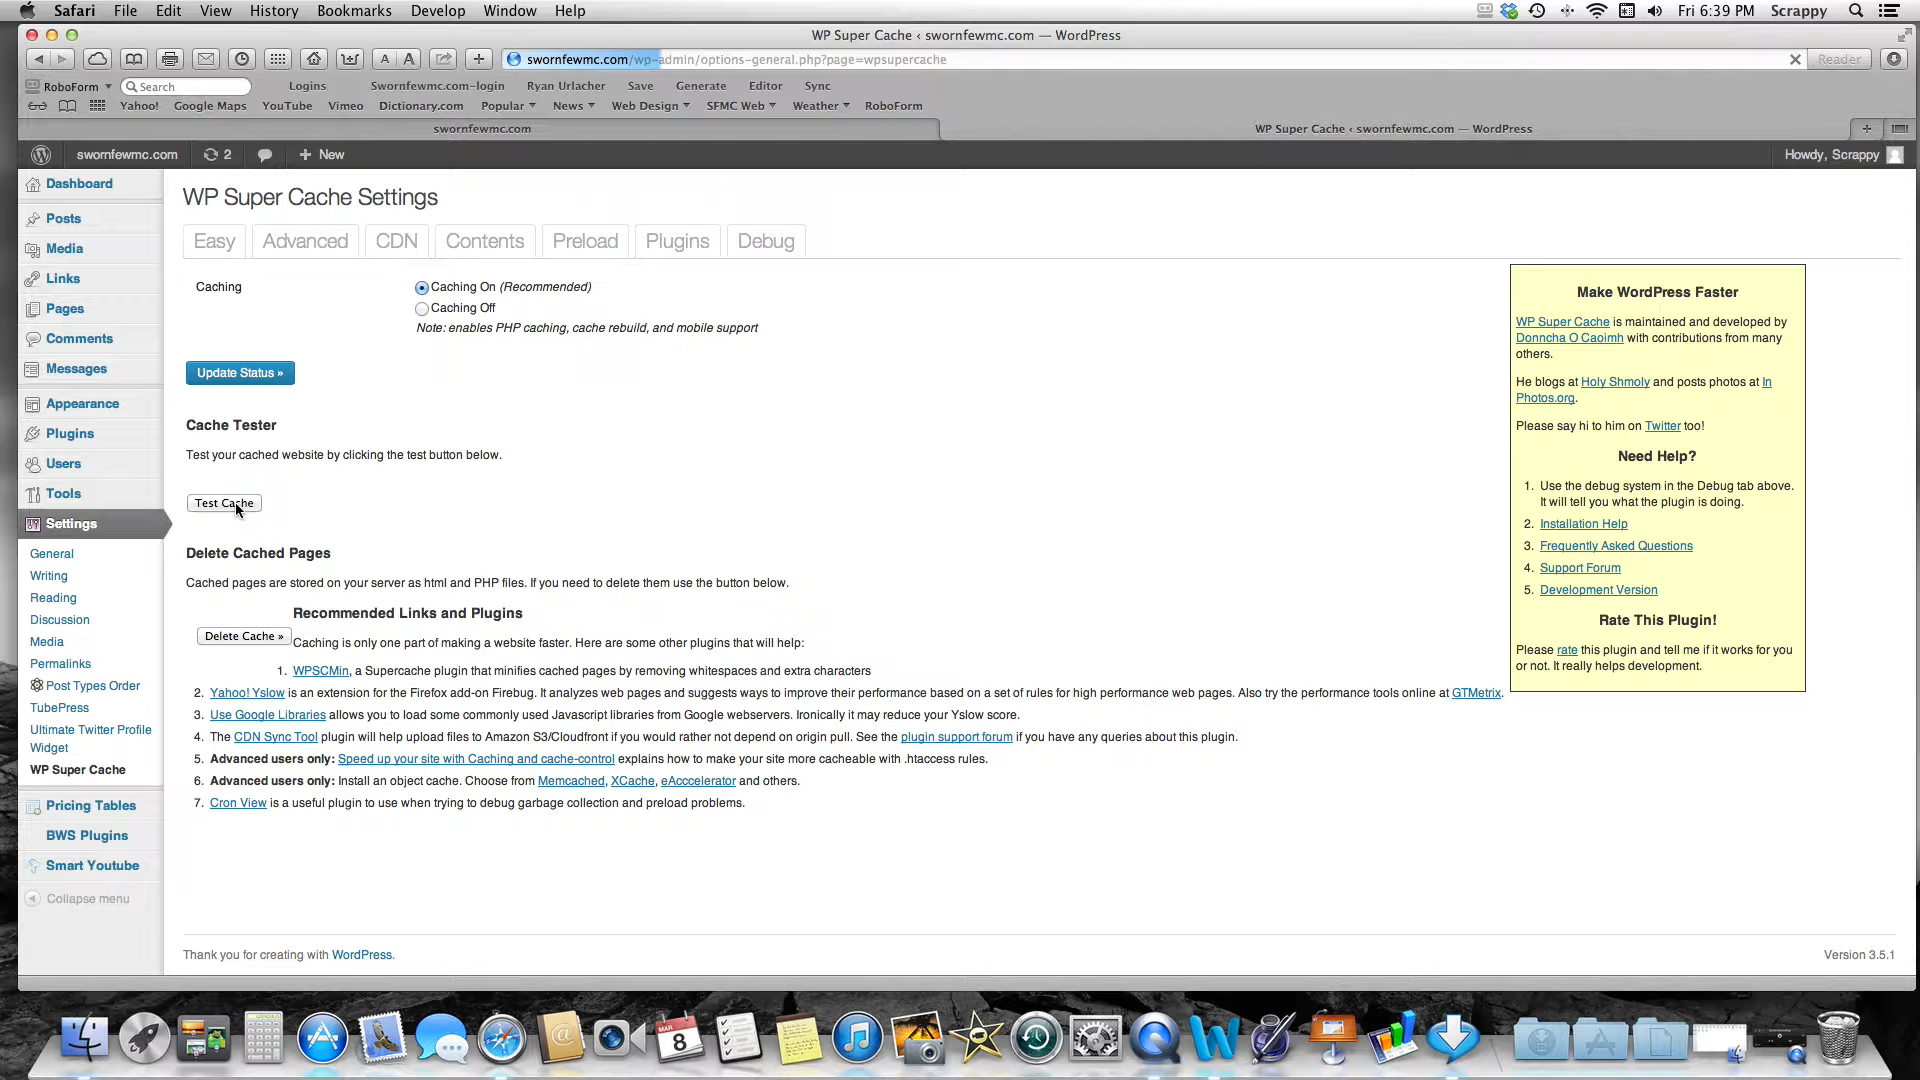 Safari File Edit View History Bookmarks Develop Window Help
Fri 6:39 PM Scrappy
WP Super Cache ‹ swornfewmc.com — WordPress
A A
swornfewmc.com/wp-admin/options-general.php?page=wpsupercache
Reader
RoboForm Search Logins Swornfewmc.com-login Ryan Urlacher Save Generate Editor Sync
Yahoo! Google Maps YouTube Vimeo Dictionary.com Popular News Web Design SFMC Web Weather RoboForm
swornfewmc.com
WP Super Cache ‹ swornfewmc.com — WordPress
swornfewmc.com 2 + New
Howdy, Scrappy
Dashboard
Posts
Media
Links
Pages
Comments
Messages
Appearance
Plugins
Users
Tools
Settings
General
Writing
Reading
Discussion
Media
Permalinks
Post Types Order
TubePress
Ultimate Twitter Profile
Widget
WP Super Cache
Pricing Tables
BWS Plugins
Smart Youtube
Collapse menu
WP Super Cache Settings
Easy Advanced CDN Contents Preload Plugins Debug
Caching
Caching On (Recommended)
Caching Off
Note: enables PHP caching, cache rebuild, and mobile support
Update Status »
Cache Tester
Test your cached website by clicking the test button below.
Test Cache
Delete Cached Pages
Cached pages are stored on your server as html and PHP files. If you need to delete them use the button below.
Recommended Links and Plugins
Delete Cache »
Caching is only one part of making a website faster. Here are some other plugins that will help:
1. WPSCMin, a Supercache plugin that minifies cached pages by removing whitespaces and extra characters
2. Yahoo! Yslow is an extension for the Firefox add-on Firebug. It analyzes web pages and suggests ways to improve their performance based on a set of rules for high performance web pages. Also try the performance tools online at GTMetrix.
3. Use Google Libraries allows you to load some commonly used Javascript libraries from Google webservers. Ironically it may reduce your Yslow score.
4. The CDN Sync Tool plugin will help upload files to Amazon S3/Cloudfront if you would rather not depend on origin pull. See the plugin support forum if you have any queries about this plugin.
5. Advanced users only: Speed up your site with Caching and cache-control explains how to make your site more cacheable with .htaccess rules.
6. Advanced users only: Install an object cache. Choose from Memcached, XCache, eAcccelerator and others.
7. Cron View is a useful plugin to use when trying to debug garbage collection and preload problems.
Make WordPress Faster
WP Super Cache is maintained and developed by
Donncha O Caoimh with contributions from many
others.
He blogs at Holy Shmoly and posts photos at In
Photos.org.
Please say hi to him on Twitter too!
Need Help?
1. Use the debug system in the Debug tab above.
It will tell you what the plugin is doing.
2. Installation Help
3. Frequently Asked Questions
4. Support Forum
5. Development Version
Rate This Plugin!
Please rate this plugin and tell me if it works for you
or not. It really helps development.
Thank you for creating with WordPress.
Version 3.5.1
MAR
8